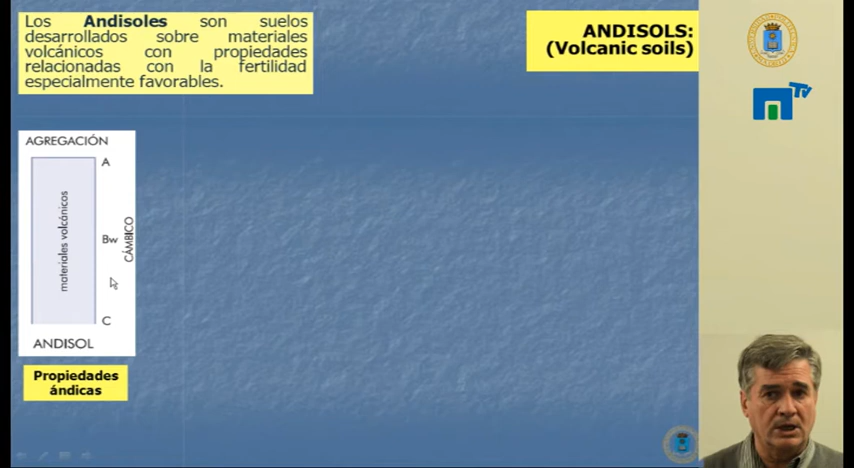 Los Andisoles son suelos
desarrollados sobre materiales
volcánicos con propiedades
relacionadas con la fertilidad
especialmente favorables.
ANDISOLS:
(Volcanic soils)
TV
AGREGACIÓN
A
materiales volcánicos
Bw
CÁMBICO
C
ANDISOL
Propiedades
ándicas